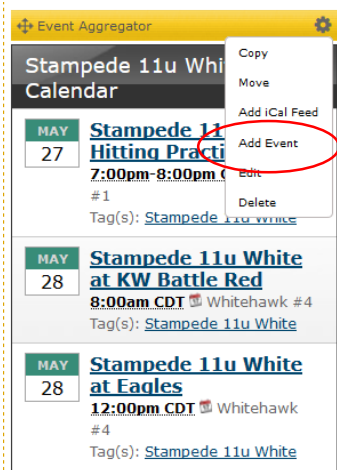 Event Aggregator
Copy
Move
Add iCal Feed
Add Event
Edit
Delete
Stampede 11u Whi
Calendar
MAY
27
Stampede 11
Hitting Practi
7:00pm-8:00pm
#1
Tag(s): Stampede 11u White
MAY
28
Stampede 11u White
at KW Battle Red
8:00am CDT Whitehawk #4
Tag(s): Stampede 11u White
MAY
28
Stampede 11u White
at Eagles
12:00pm CDT Whitehawk
#4
Tag(s): Stampede 11u White